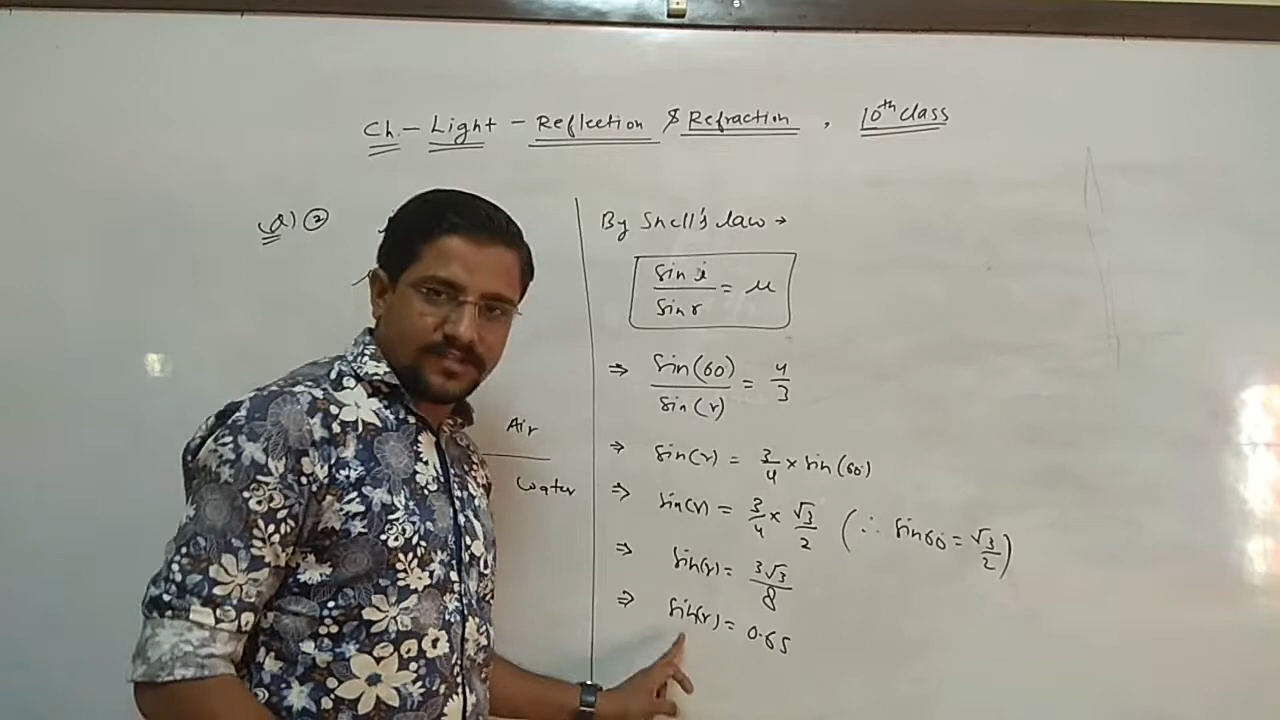 Ch.- Light - Reflection & Refraction, 10th Class
Q) ②
Air
Water
By Snell's law →
sin i / sin r = μ
⇒ sin(60) / sin(r) = 4/3
⇒ sin(r) = 3/4 × sin(60°)
⇒ sin(r) = 3/4 × √3/2 (∴ sin60° = √3/2)
⇒ sin(r) = 3√3/8
⇒ sin(r) = 0.65